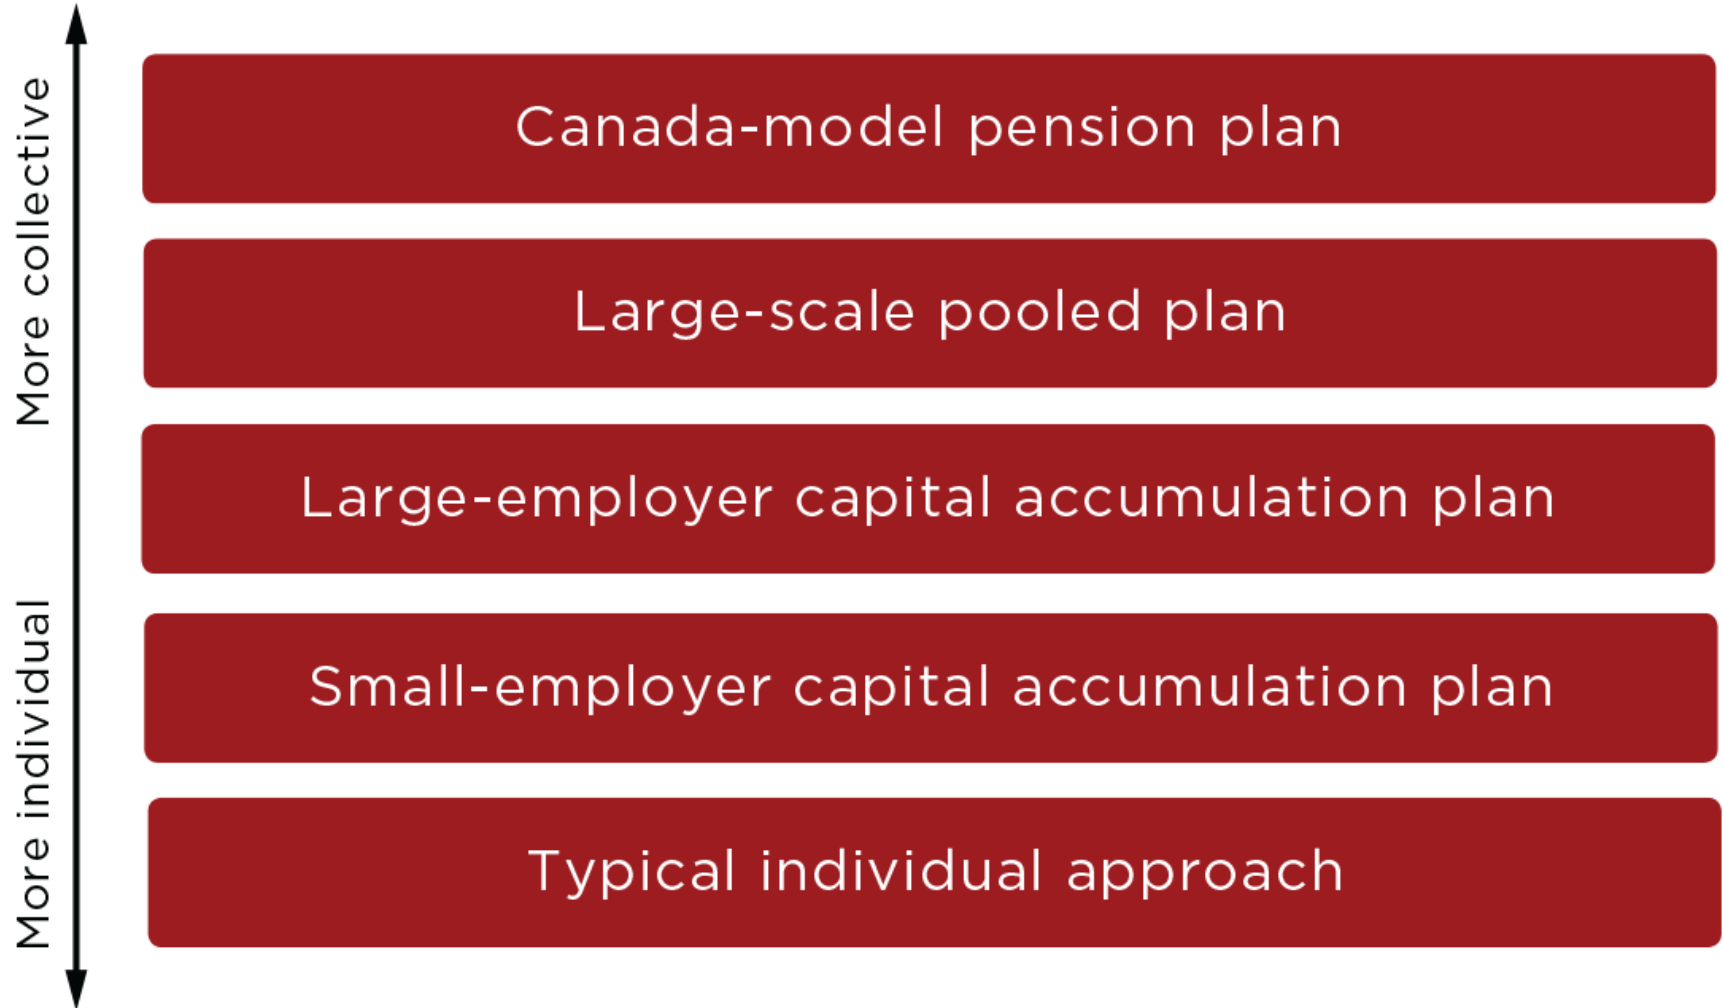 More collective
More individual
Canada-model pension plan
Large-scale pooled plan
Large-employer capital accumulation plan
Small-employer capital accumulation plan
Typical individual approach